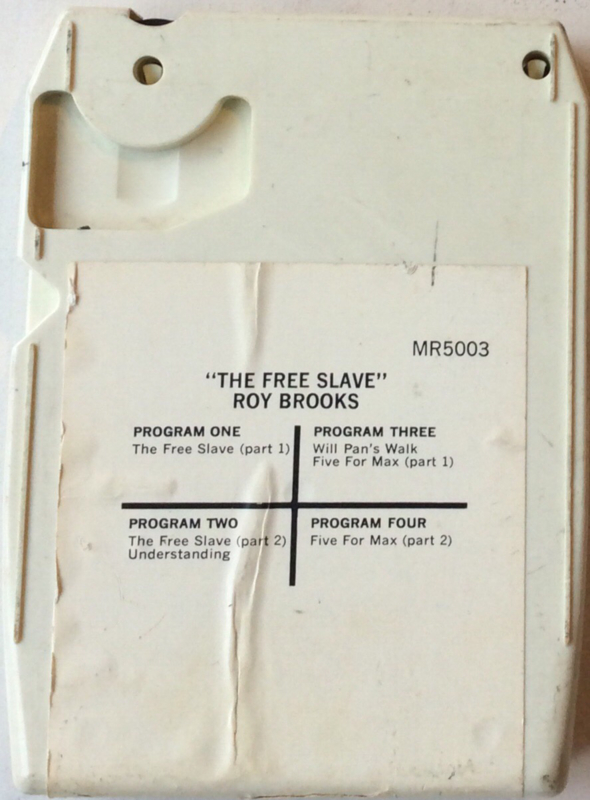 MR5003
"THE FREE SLAVE"
ROY BROOKS
PROGRAM ONE
The Free Slave (part 1)
PROGRAM THREE
Will Pan's Walk
Five For Max (part 1)
PROGRAM TWO
The Free Slave (part 2)
Understanding
PROGRAM FOUR
Five For Max (part 2)